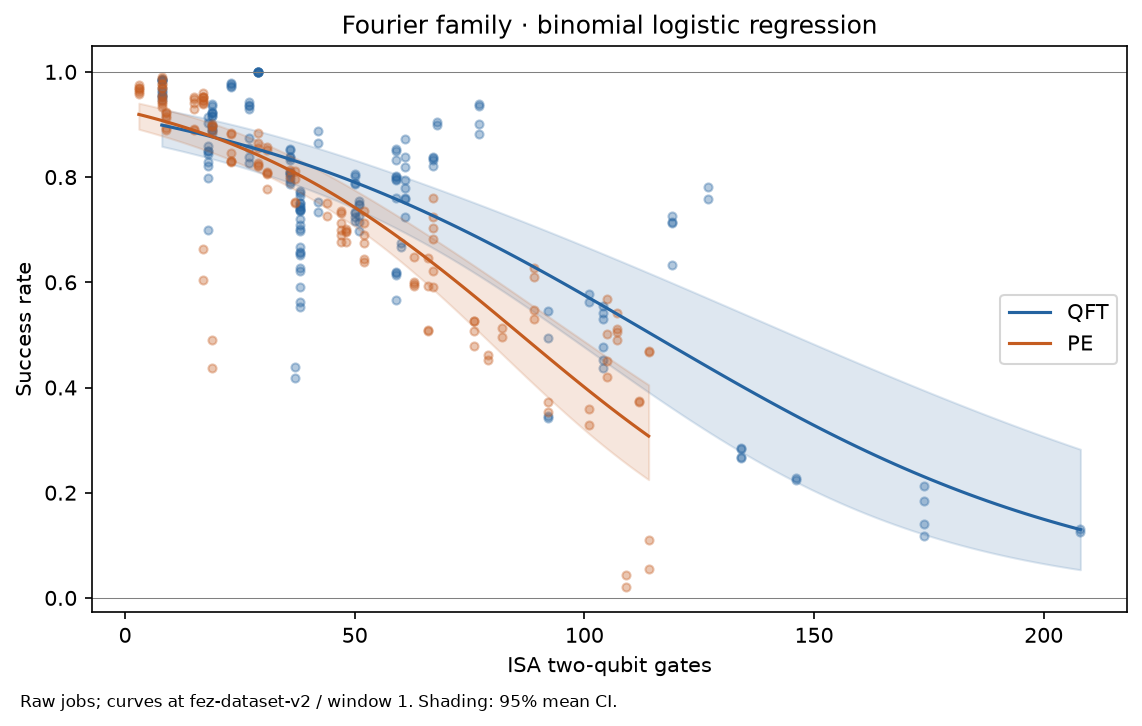 Fourier family · binomial logistic regression
1.0
0.8
0.6
0.4
0.2
0.0
Success rate
QFT
PE
0
50
100
150
200
ISA two-qubit gates
Raw jobs; curves at fez-dataset-v2 / window 1. Shading: 95% mean CI.